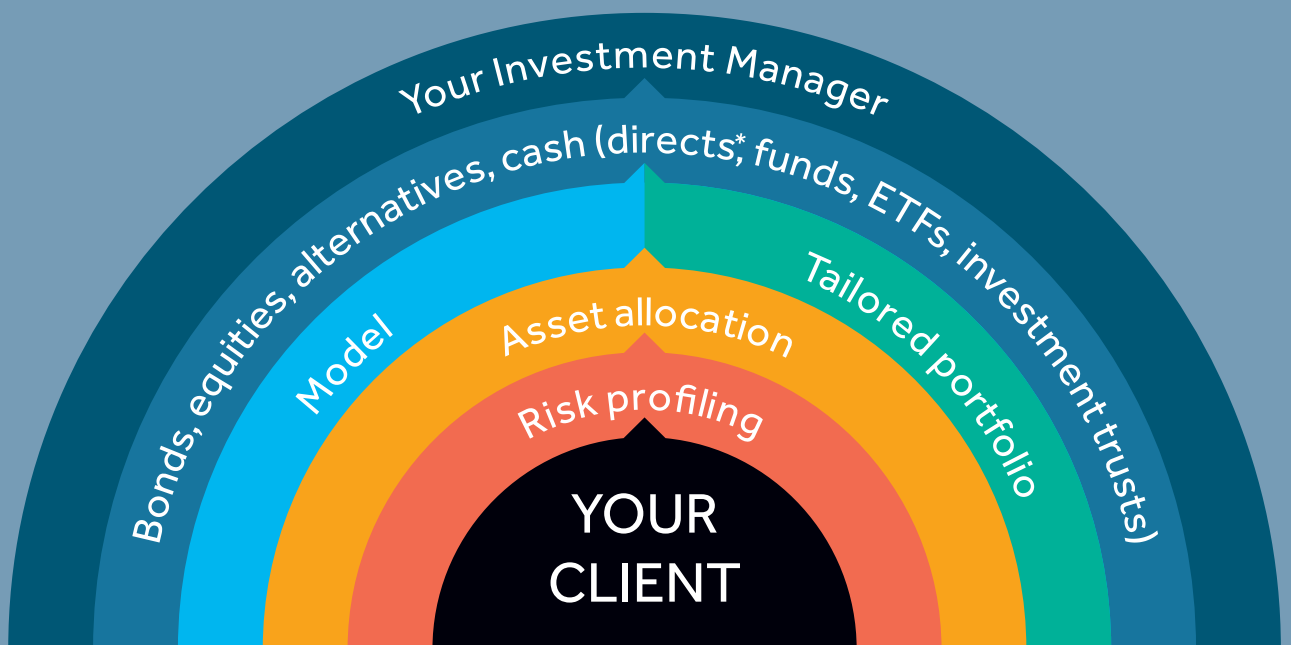 Your Investment Manager
Bonds, equities, alternatives, cash (directs*, funds, ETFs, investment trusts)
Model
Tailored portfolio
Asset allocation
Risk profiling
YOUR
CLIENT